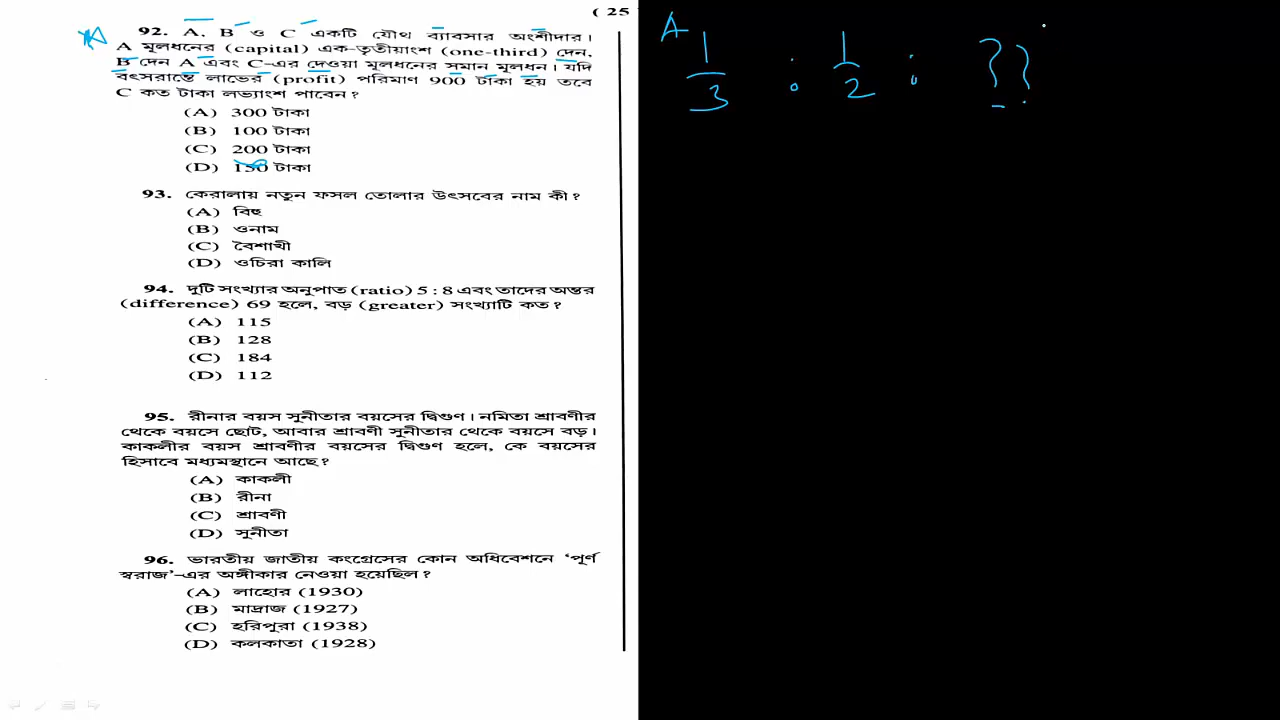 ( 25
92. A, B ও C একটি যৌথ ব্যাবসার অংশীদার।
A মূলধনের (capital) এক-তৃতীয়াংশ (one-third) দেন,
B দেন A এবং C-এর দেওয়া মূলধনের সমান মূলধন। যদি
বৎসরান্তে লাভের (profit) পরিমাণ 900 টাকা হয় তবে
C কত টাকা লভ্যাংশ পাবেন?
(A) 300 টাকা
(B) 100 টাকা
(C) 200 টাকা
(D) 150 টাকা
93. কেরালায় নতুন ফসল তোলার উৎসবের নাম কী?
(A) বিহু
(B) ওনাম
(C) বৈশাখী
(D) ওচিরা কালি
94. দুটি সংখ্যার অনুপাত (ratio) 5 : 8 এবং তাদের অন্তর
(difference) 69 হলে, বড় (greater) সংখ্যাটি কত?
(A) 115
(B) 128
(C) 184
(D) 112
95. রীনার বয়স সুনীতার বয়সের দ্বিগুণ। নমিতা শ্রাবণীর
থেকে বয়সে ছোট, আবার শ্রাবণী সুনীতার থেকে বয়সে বড়।
কাকলীর বয়স শ্রাবণীর বয়সের দ্বিগুণ হলে, কে বয়সের
হিসাবে মধ্যমস্থানে আছে?
(A) কাকলী
(B) রীনা
(C) শ্রাবণী
(D) সুনীতা
96. ভারতীয় জাতীয় কংগ্রেসের কোন অধিবেশনে ‘পূর্ণ
স্বরাজ’-এর অঙ্গীকার নেওয়া হয়েছিল?
(A) লাহোর (1930)
(B) মাদ্রাজ (1927)
(C) হরিপুরা (1938)
(D) কলকাতা (1928)
A
1/3 : 1/2 : ??